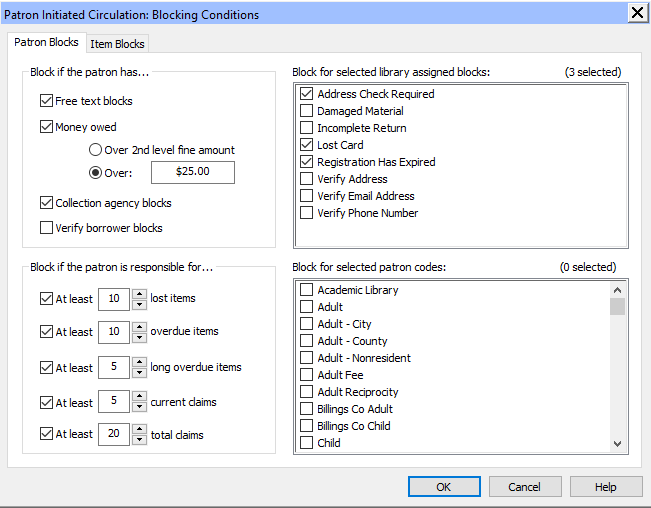 Patron Initiated Circulation: Blocking Conditions
Patron Blocks
Item Blocks
Block if the patron has...
Free text blocks
Money owed
Over 2nd level fine amount
Over: $25.00
Collection agency blocks
Verify borrower blocks
Block for selected library assigned blocks: (3 selected)
Address Check Required
Damaged Material
Incomplete Return
Lost Card
Registration Has Expired
Verify Address
Verify Email Address
Verify Phone Number
Block if the patron is responsible for...
At least 10 lost items
At least 10 overdue items
At least 5 long overdue items
At least 5 current claims
At least 20 total claims
Block for selected patron codes: (0 selected)
Academic Library
Adult
Adult - City
Adult - County
Adult - Nonresident
Adult Fee
Adult Reciprocity
Billings Co Adult
Billings Co Child
Child
OK
Cancel
Help